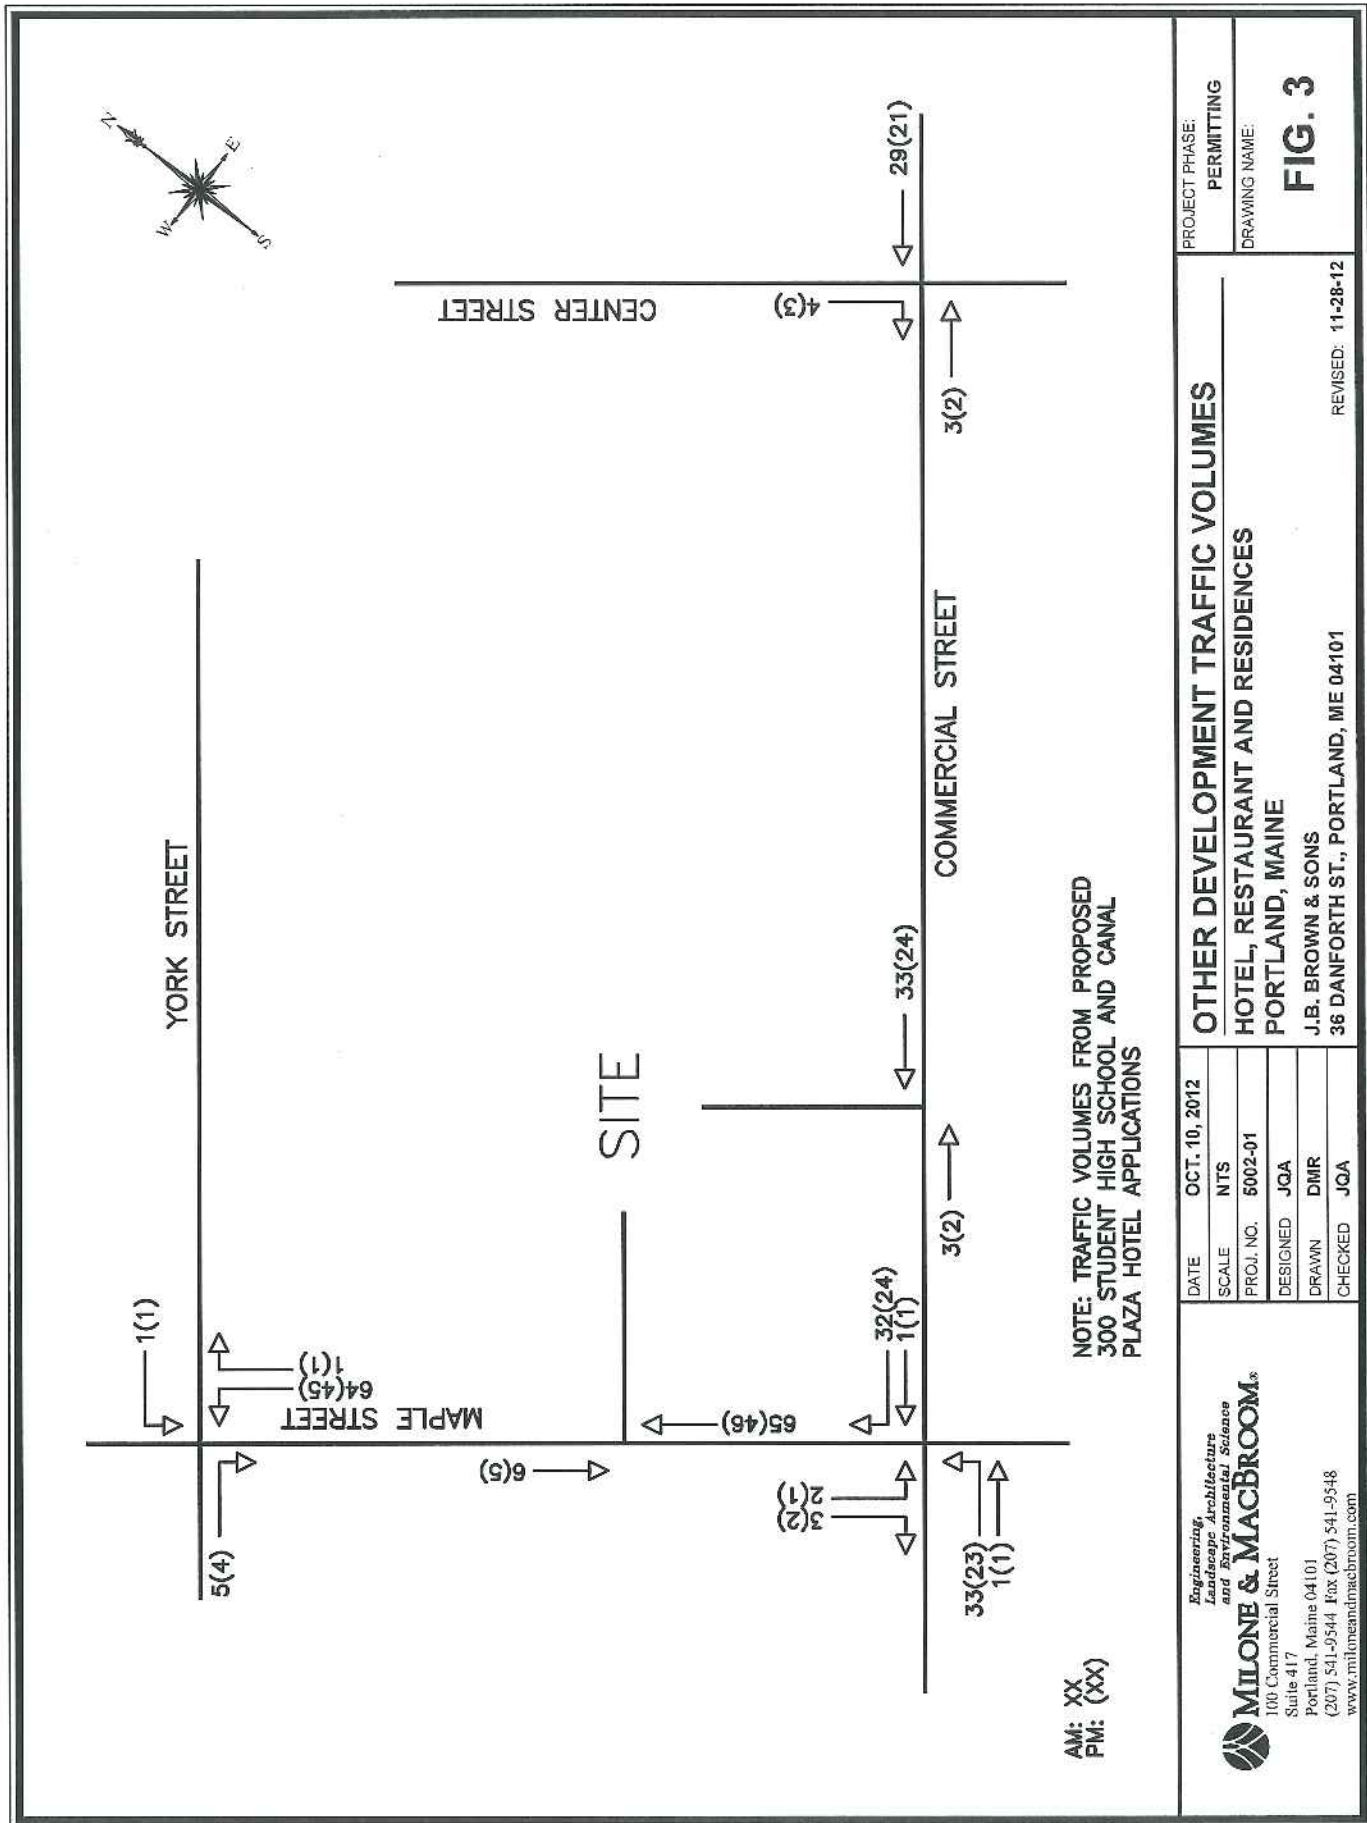 N
W
E
S
YORK STREET
1(1)
5(4)
1(1)
64(45)
MAPLE STREET
6(5)
SITE
65(46)
CENTER STREET
4(3)
29(21)
2(1)
3(2)
32(24)
1(1)
33(24)
33(23)
1(1)
3(2)
COMMERCIAL STREET
3(2)
AM: XX
PM: (XX)
NOTE: TRAFFIC VOLUMES FROM PROPOSED
300 STUDENT HIGH SCHOOL AND CANAL
PLAZA HOTEL APPLICATIONS
Engineering,
Landscape Architecture
and Environmental Science
MILONE & MACBROOM®
100 Commercial Street
Suite 417
Portland, Maine 04101
(207) 541-9544 Fax (207) 541-9548
www.miloneandmacbroom.com
DATE OCT. 10, 2012
SCALE NTS
PROJ. NO. 5002-01
DESIGNED JQA
DRAWN DMR
CHECKED JQA
OTHER DEVELOPMENT TRAFFIC VOLUMES
HOTEL, RESTAURANT AND RESIDENCES
PORTLAND, MAINE
J.B. BROWN & SONS
36 DANFORTH ST., PORTLAND, ME 04101
REVISED: 11-28-12
PROJECT PHASE:
PERMITTING
DRAWING NAME:
FIG. 3